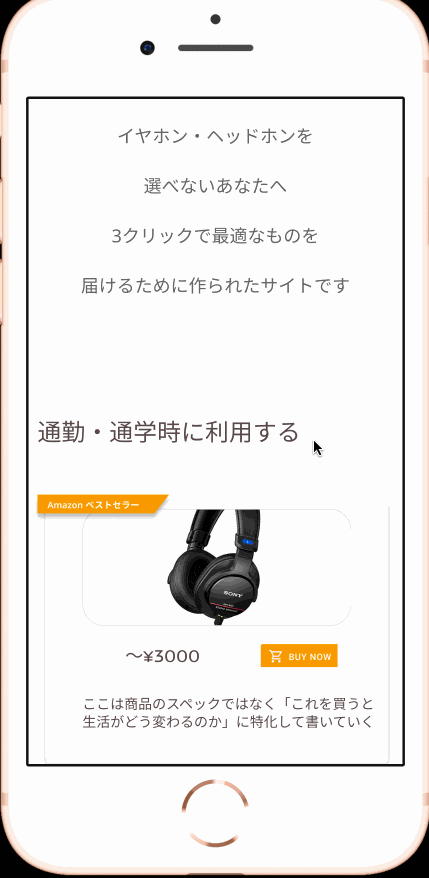 イヤホン・ヘッドホンを
選べないあなたへ
3クリックで最適なものを
届けるために作られたサイトです
通勤・通学時に利用する
Amazon ベストセラー
SONY
〜¥3000
BUY NOW
ここは商品のスペックではなく「これを買うと
生活がどう変わるのか」に特化して書いていく